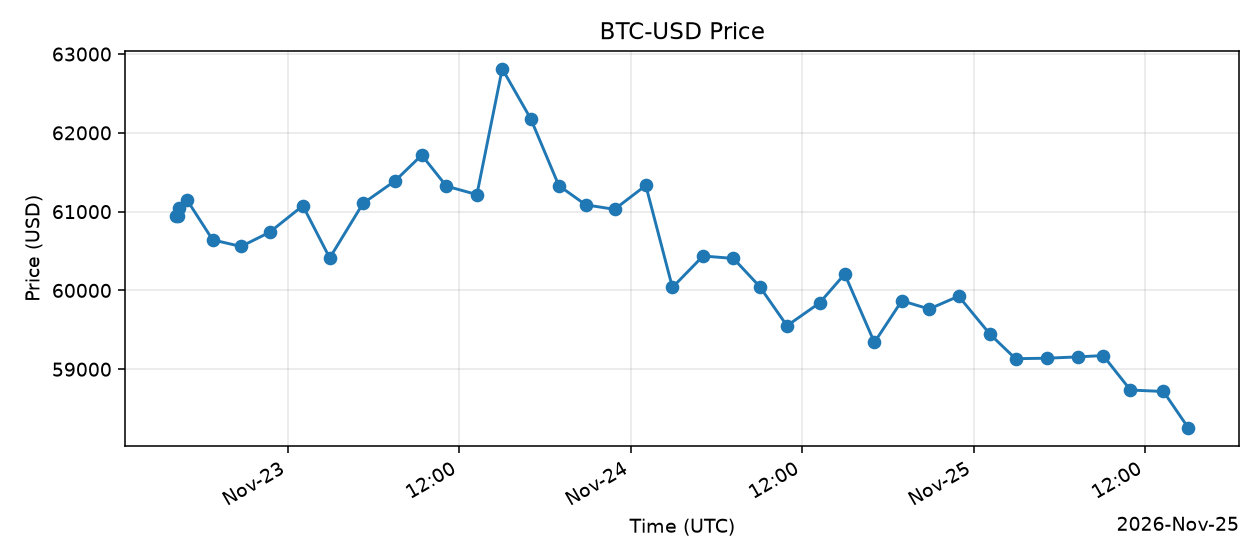 BTC-USD Price
Price (USD)
63000
62000
61000
60000
59000
Nov-23
12:00
Nov-24
12:00
Nov-25
12:00
Time (UTC)
2026-Nov-25